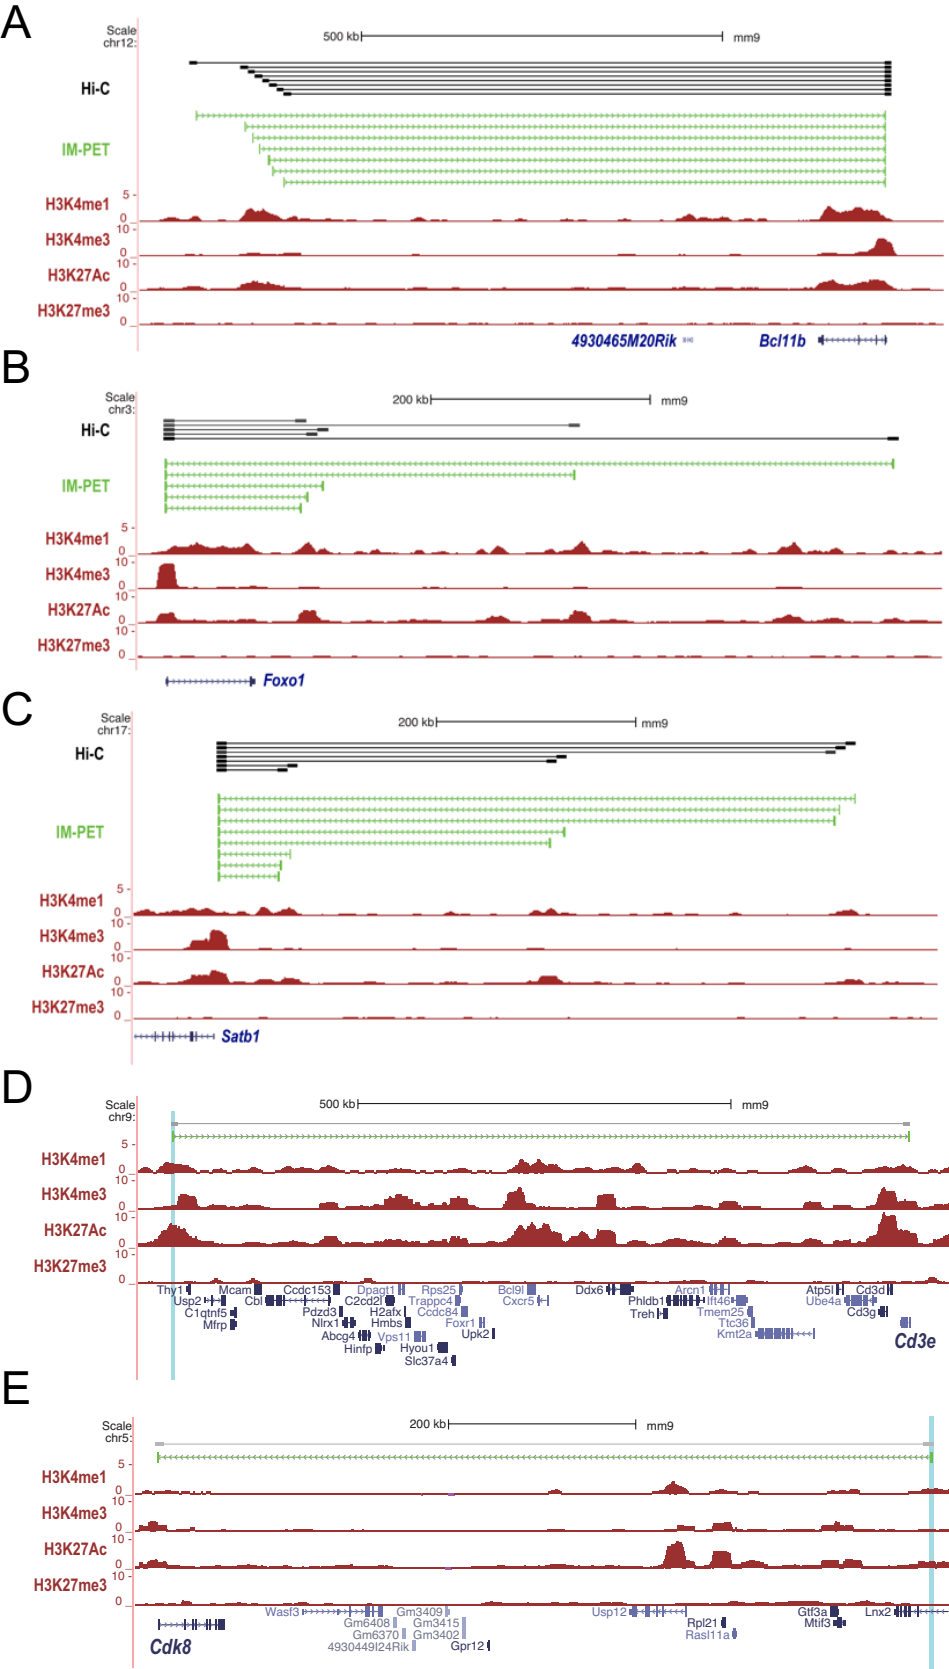 A
Scale
chr12:
500 kb
mm9
Hi-C
IM-PET
H3K4me1
5
0
H3K4me3
10
0
H3K27Ac
10
0
H3K27me3
10
0
4930465M20Rik
Bcl11b
B
Scale
chr3:
200 kb
mm9
Hi-C
IM-PET
H3K4me1
5
0
H3K4me3
10
0
H3K27Ac
10
0
H3K27me3
10
0
Foxo1
C
Scale
chr17:
200 kb
mm9
Hi-C
IM-PET
H3K4me1
5
0
H3K4me3
10
0
H3K27Ac
10
0
H3K27me3
10
0
Satb1
D
Scale
chr9:
500 kb
mm9
H3K4me1
5
0
H3K4me3
10
0
H3K27Ac
10
0
H3K27me3
10
0
Thy1 Mcam Ccdc153 Dpagt1 Rps25 Bcl9l Ddx6 Arcn1 Atp5l Cd3d
Usp2 Cbl C2cd2l Trappc4 Cxcr5 Phldb1 Ift46 Ube4a
C1qtnf5 Pdzd3 H2afx Ccdc84 Treh Tmem25 Cd3g
Mfrp Nlrx1 Hmbs Foxr1 Ttc36
Abcg4 Vps11 Upk2 Kmt2a Cd3e
Hinfp Hyou1
Slc37a4
E
Scale
chr5:
200 kb
mm9
H3K4me1
5
0
H3K4me3
10
0
H3K27Ac
10
0
H3K27me3
10
0
Wasf3 Gm3409 Usp12 Gtf3a Lnx2
Gm6408 Gm3415 Rpl21 Mtif3
Gm6370 Gm3402 Rasl11a
Cdk8 4930449I24Rik Gpr12